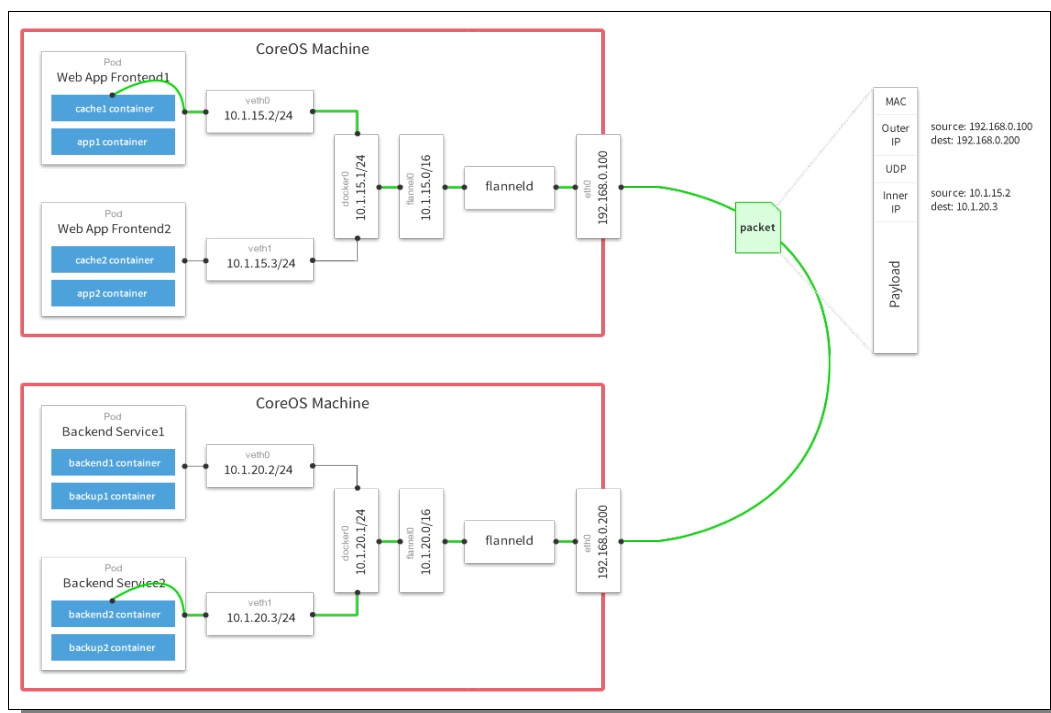 CoreOS Machine
Pod
Web App Frontend1
cache1 container
app1 container
veth0
10.1.15.2/24
Pod
Web App Frontend2
cache2 container
app2 container
veth1
10.1.15.3/24
docker0
10.1.15.1/24
flannel0
10.1.15.0/16
flanneld
eth0
192.168.0.100
packet
MAC
Outer
IP
source: 192.168.0.100
dest: 192.168.0.200
UDP
Inner
IP
source: 10.1.15.2
dest: 10.1.20.3
Payload
CoreOS Machine
Pod
Backend Service1
backend1 container
backup1 container
veth0
10.1.20.2/24
Pod
Backend Service2
backend2 container
backup2 container
veth1
10.1.20.3/24
docker0
10.1.20.1/24
flannel0
10.1.20.0/16
flanneld
eth0
192.168.0.200